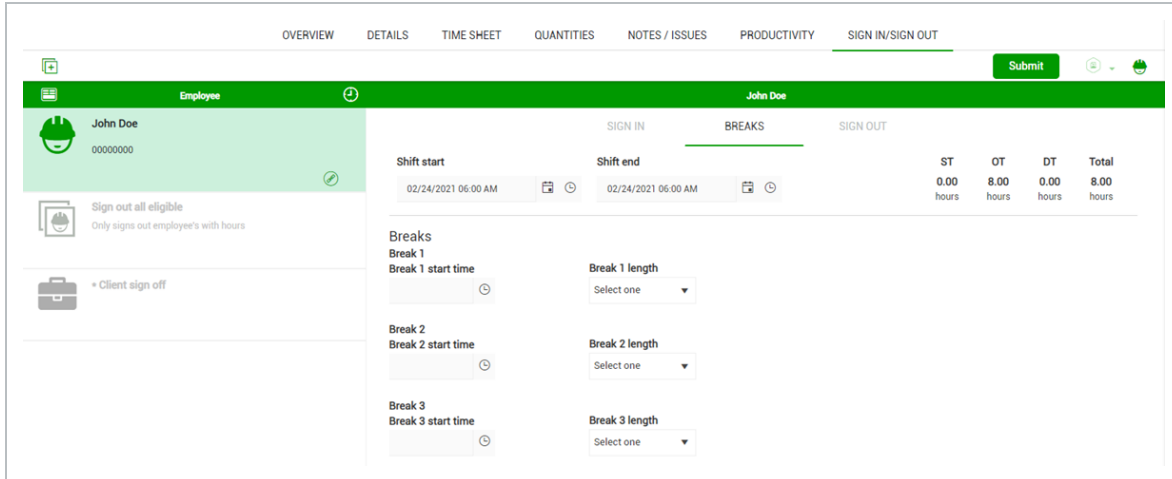 OVERVIEW DETAILS TIME SHEET QUANTITIES NOTES / ISSUES PRODUCTIVITY SIGN IN/SIGN OUT
Submit
Employee John Doe
John Doe
00000000
Sign out all eligible
Only signs out employee's with hours
* Client sign off
SIGN IN BREAKS SIGN OUT
Shift start Shift end ST OT DT Total
02/24/2021 06:00 AM 02/24/2021 06:00 AM 0.00 8.00 0.00 8.00
hours hours hours hours
Breaks
Break 1
Break 1 start time Break 1 length
Select one
Break 2
Break 2 start time Break 2 length
Select one
Break 3
Break 3 start time Break 3 length
Select one